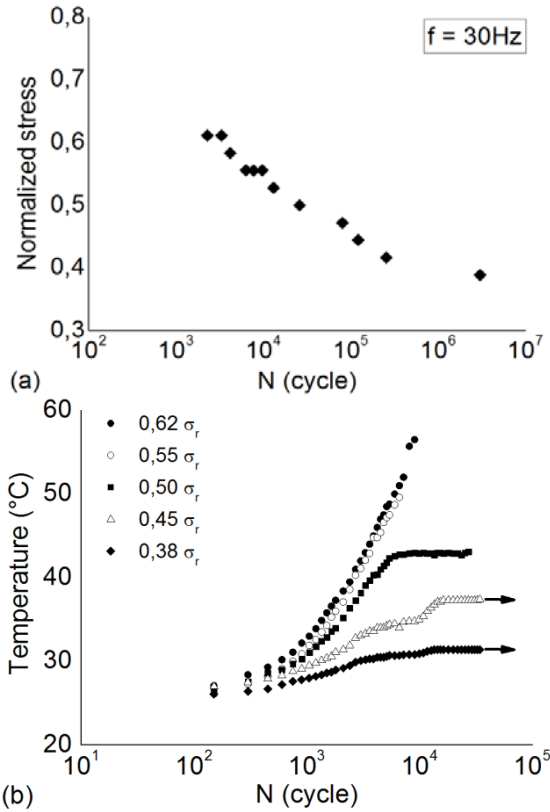 0,8
f = 30Hz
0,7
0,6
0,5
0,4
0,3
Normalized stress
10² 10³ 10⁴ 10⁵ 10⁶ 10⁷
(a) N (cycle)
60
0,62 σr
0,55 σr
50
0,50 σr
0,45 σr
40
0,38 σr
30
20
Temperature (°C)
10¹ 10² 10³ 10⁴ 10⁵
(b) N (cycle)